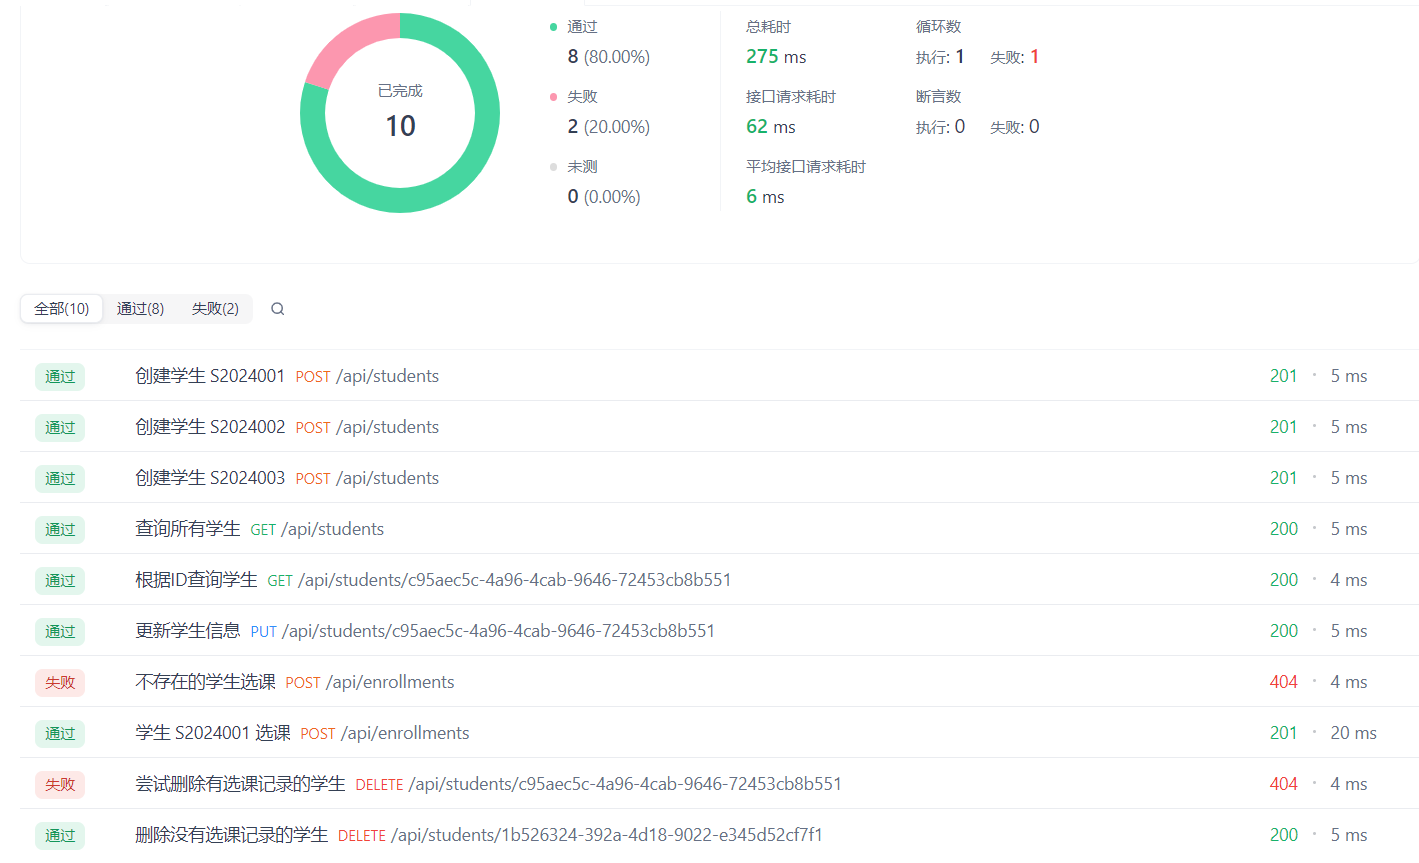 已完成
10
通过
8 (80.00%)
失败
2 (20.00%)
未测
0 (0.00%)
总耗时
275 ms
接口请求耗时
62 ms
平均接口请求耗时
6 ms
循环数
执行: 1 失败: 1
断言数
执行: 0 失败: 0
全部(10) 通过(8) 失败(2)
通过 创建学生 S2024001 POST /api/students 201 · 5 ms
通过 创建学生 S2024002 POST /api/students 201 · 5 ms
通过 创建学生 S2024003 POST /api/students 201 · 5 ms
通过 查询所有学生 GET /api/students 200 · 5 ms
通过 根据ID查询学生 GET /api/students/c95aec5c-4a96-4cab-9646-72453cb8b551 200 · 4 ms
通过 更新学生信息 PUT /api/students/c95aec5c-4a96-4cab-9646-72453cb8b551 200 · 5 ms
失败 不存在的学生选课 POST /api/enrollments 404 · 4 ms
通过 学生 S2024001 选课 POST /api/enrollments 201 · 20 ms
失败 尝试删除有选课记录的学生 DELETE /api/students/c95aec5c-4a96-4cab-9646-72453cb8b551 404 · 4 ms
通过 删除没有选课记录的学生 DELETE /api/students/1b526324-392a-4d18-9022-e345d52cf7f1 200 · 5 ms